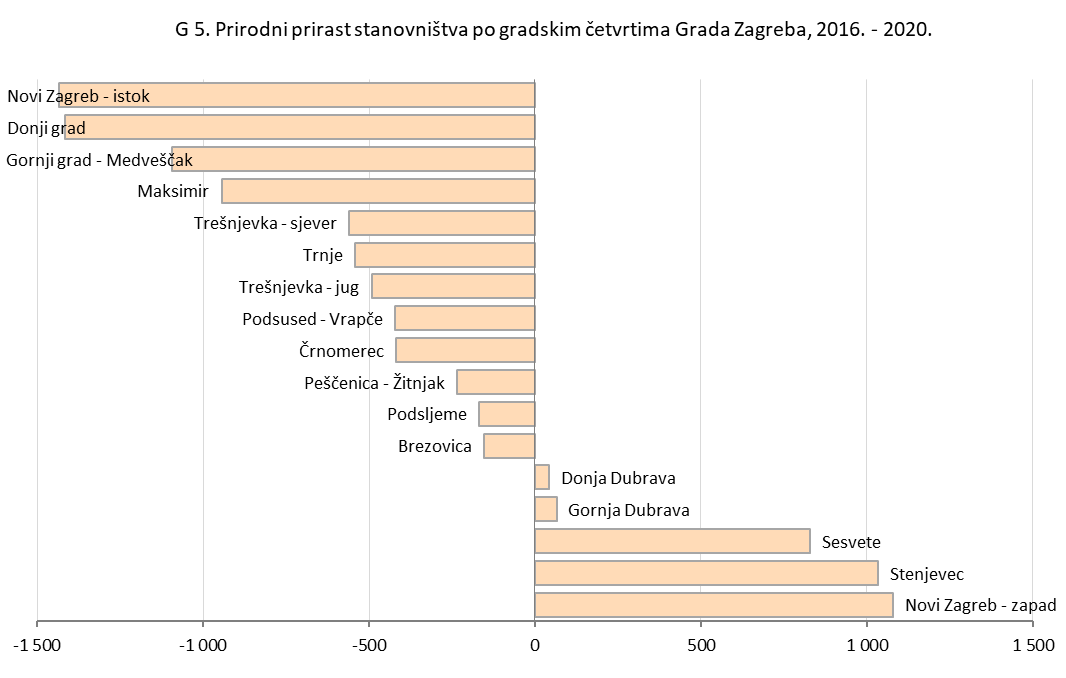 G 5. Prirodni prirast stanovništva po gradskim četvrtima Grada Zagreba, 2016. - 2020.
Novi Zagreb - istok
Donji grad
Gornji grad - Medveščak
Maksimir
Trešnjevka - sjever
Trnje
Trešnjevka - jug
Podsused - Vrapče
Črnomerec
Peščenica - Žitnjak
Podsljeme
Brezovica
Donja Dubrava
Gornja Dubrava
Sesvete
Stenjevec
Novi Zagreb - zapad
-1 500 -1 000 -500 0 500 1 000 1 500